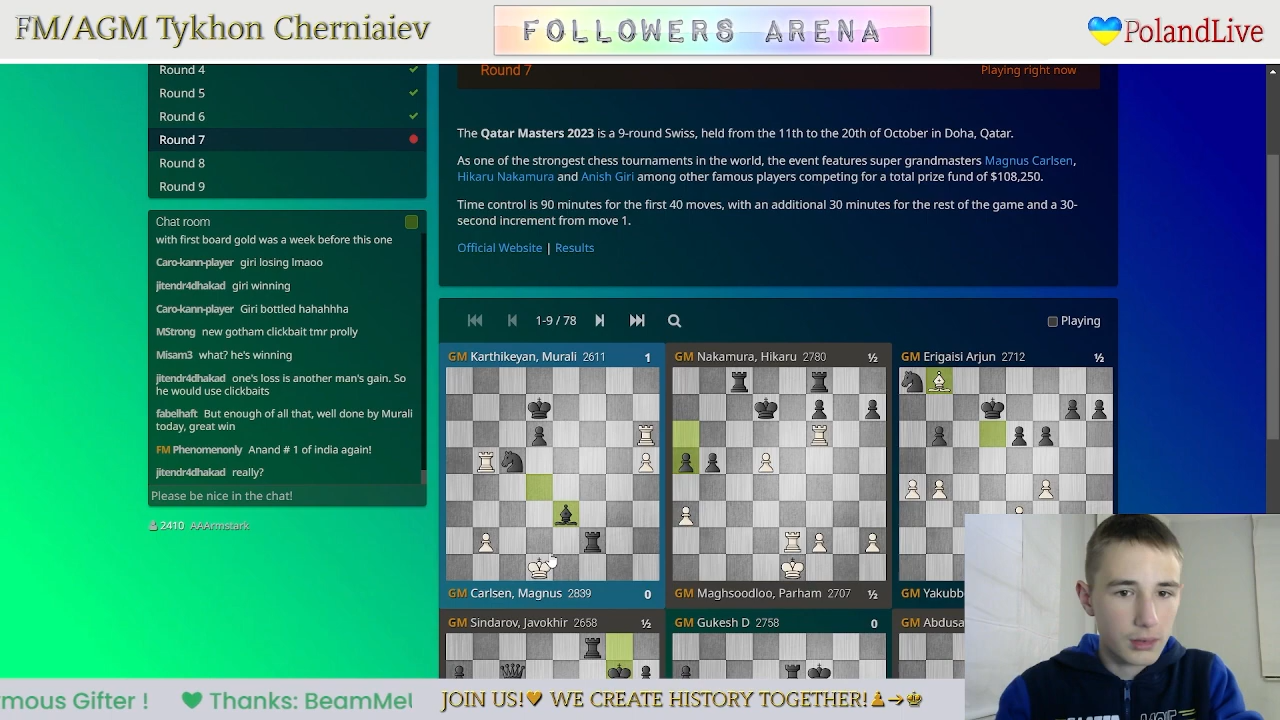 FM/AGM Tykhon Cherniaiev
FOLLOWERS ARENA
PolandLive
Round 4
Round 5
Round 6
Round 7
Round 8
Round 9
Chat room
with first board gold was a week before this one
Caro-kann-player giri losing lmaoo
jitendr4dhakad giri winning
Caro-kann-player Giri bottled hahahhha
MStrong new gotham clickbait tmr prolly
Misam3 what? he's winning
jitendr4dhakad one's loss is another man's gain. So
he would use clickbaits
fabelhaft But enough of all that, well done by Murali
today, great win
FM Phenomenonly Anand # 1 of india again!
jitendr4dhakad really?
Please be nice in the chat!
2410 AAArmstark
Round 7 Playing right now
The Qatar Masters 2023 is a 9-round Swiss, held from the 11th to the 20th of October in Doha, Qatar.
As one of the strongest chess tournaments in the world, the event features super grandmasters Magnus Carlsen,
Hikaru Nakamura and Anish Giri among other famous players competing for a total prize fund of $108,250.
Time control is 90 minutes for the first 40 moves, with an additional 30 minutes for the rest of the game and a 30-
second increment from move 1.
Official Website | Results
1-9 / 78
Playing
GM Karthikeyan, Murali 2611 1
GM Nakamura, Hikaru 2780 ½
GM Erigaisi Arjun 2712 ½
GM Carlsen, Magnus 2839 0
GM Maghsoodloo, Parham 2707 ½
GM Yakubb
GM Sindarov, Javokhir 2658 ½
GM Gukesh D 2758 0
GM Abdusa
ymous Gifter !
Thanks: BeamMe
JOIN US! WE CREATE HISTORY TOGETHER!